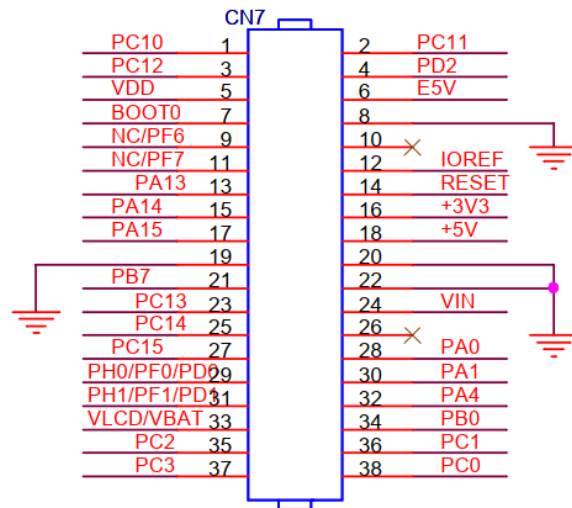 CN7
PC10 1 2 PC11
PC12 3 4 PD2
VDD 5 6 E5V
BOOT0 7 8
NC/PF6 9 10
NC/PF7 11 12 IOREF
PA13 13 14 RESET
PA14 15 16 +3V3
PA15 17 18 +5V
19 20
PB7 21 22
PC13 23 24 VIN
PC14 25 26
PC15 27 28 PA0
PH0/PF0/PD0 29 30 PA1
PH1/PF1/PD1 31 32 PA4
VLCD/VBAT 33 34 PB0
PC2 35 36 PC1
PC3 37 38 PC0